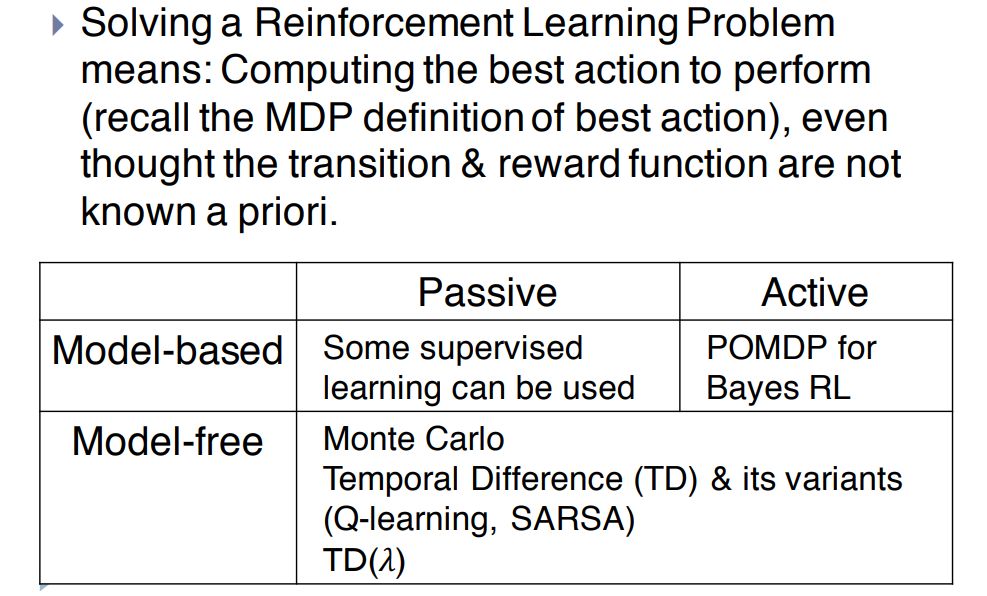 Solving a Reinforcement Learning Problem
means: Computing the best action to perform
(recall the MDP definition of best action), even
thought the transition & reward function are not
known a priori.
Passive
Active
Model-based
Some supervised
learning can be used
POMDP for
Bayes RL
Model-free
Monte Carlo
Temporal Difference (TD) & its variants
(Q-learning, SARSA)
TD(λ)